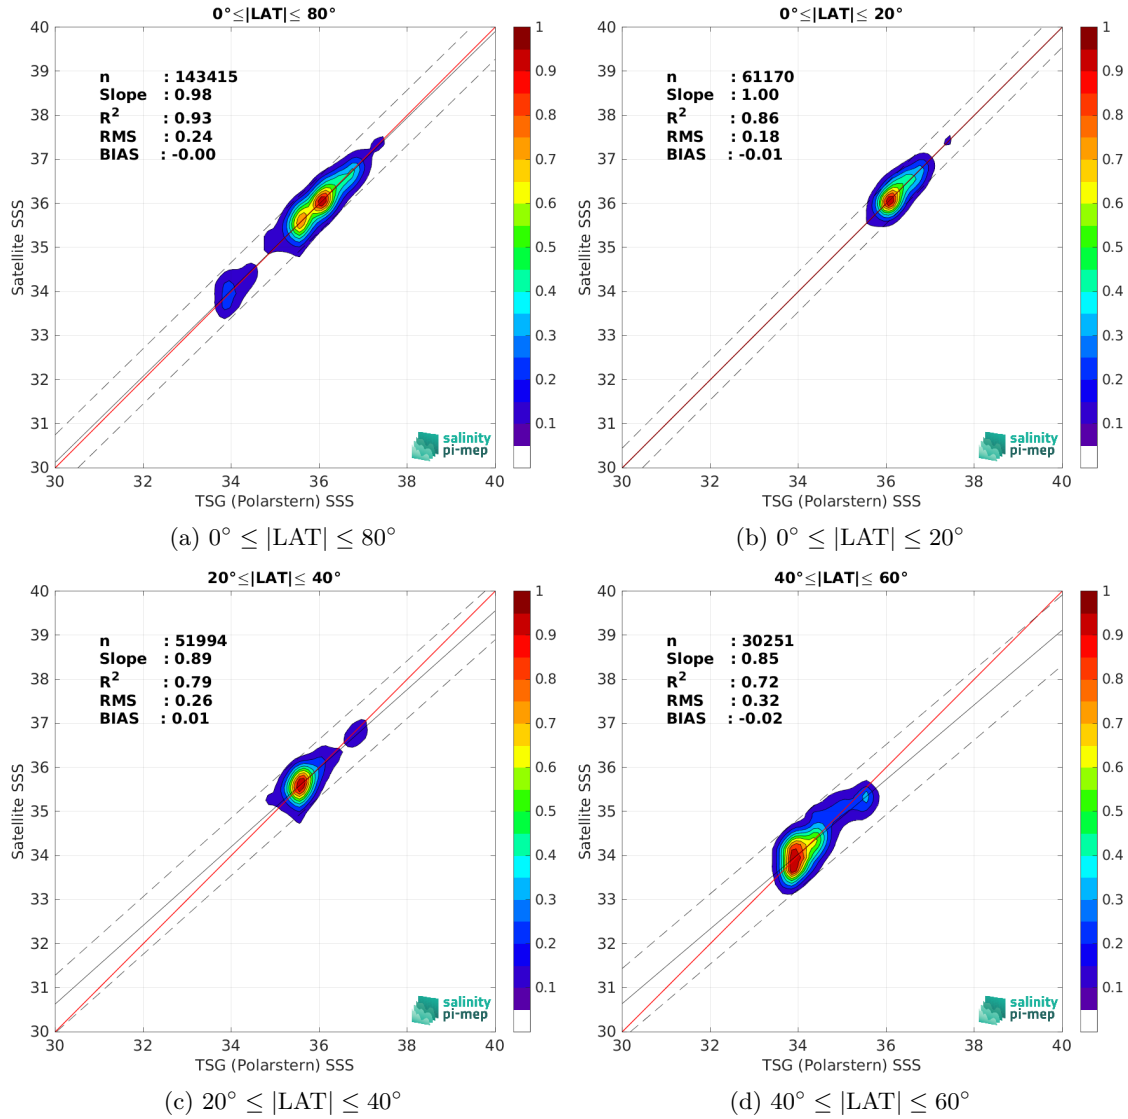 0°≤|LAT|≤ 80°
40
39
38
37
36
35
34
33
32
31
30
Satellite SSS
n : 143415
Slope : 0.98
R² : 0.93
RMS : 0.24
BIAS : -0.00
salinity
pi-mep
30 32 34 36 38 40
TSG (Polarstern) SSS
1
0.9
0.8
0.7
0.6
0.5
0.4
0.3
0.2
0.1
(a) 0° ≤ |LAT| ≤ 80°
0°≤|LAT|≤ 20°
40
39
38
37
36
35
34
33
32
31
30
Satellite SSS
n : 61170
Slope : 1.00
R² : 0.86
RMS : 0.18
BIAS : -0.01
salinity
pi-mep
30 32 34 36 38 40
TSG (Polarstern) SSS
1
0.9
0.8
0.7
0.6
0.5
0.4
0.3
0.2
0.1
(b) 0° ≤ |LAT| ≤ 20°
20°≤|LAT|≤ 40°
40
39
38
37
36
35
34
33
32
31
30
Satellite SSS
n : 51994
Slope : 0.89
R² : 0.79
RMS : 0.26
BIAS : 0.01
salinity
pi-mep
30 32 34 36 38 40
TSG (Polarstern) SSS
1
0.9
0.8
0.7
0.6
0.5
0.4
0.3
0.2
0.1
(c) 20° ≤ |LAT| ≤ 40°
40°≤|LAT|≤ 60°
40
39
38
37
36
35
34
33
32
31
30
Satellite SSS
n : 30251
Slope : 0.85
R² : 0.72
RMS : 0.32
BIAS : -0.02
salinity
pi-mep
30 32 34 36 38 40
TSG (Polarstern) SSS
1
0.9
0.8
0.7
0.6
0.5
0.4
0.3
0.2
0.1
(d) 40° ≤ |LAT| ≤ 60°